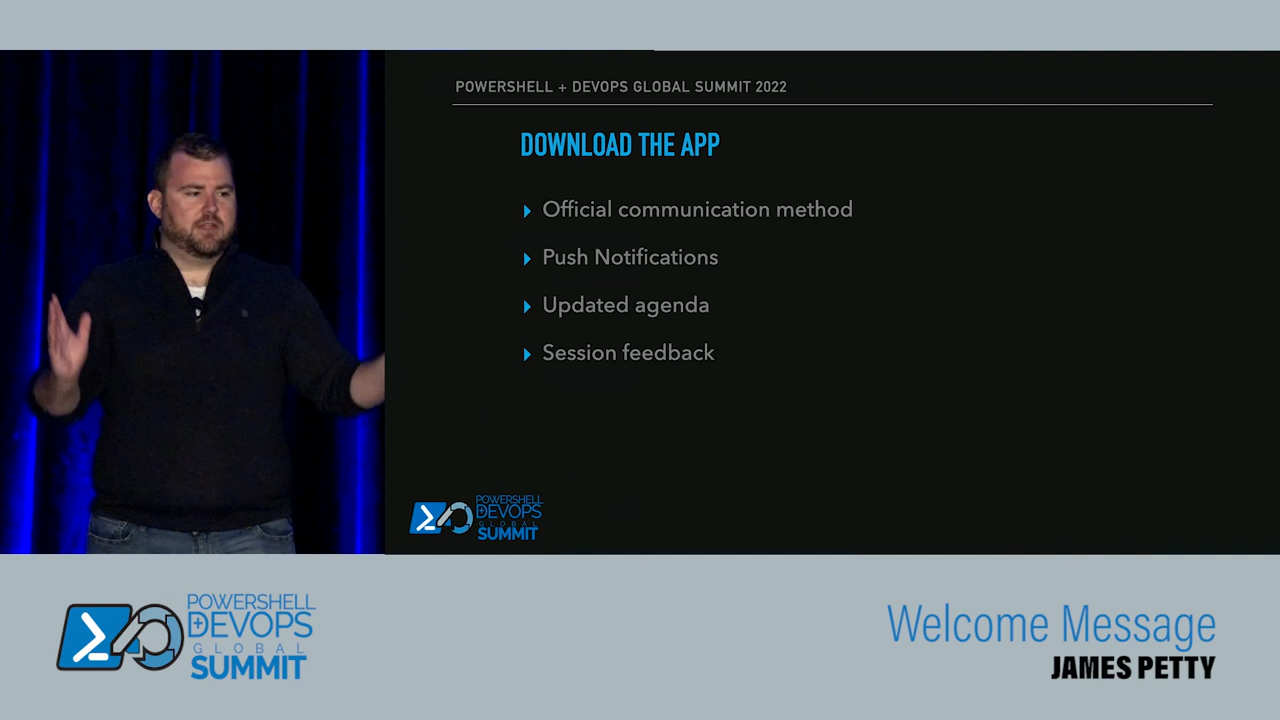 POWERSHELL + DEVOPS GLOBAL SUMMIT 2022
DOWNLOAD THE APP
Official communication method
Push Notifications
Updated agenda
Session feedback
POWERSHELL
+DEVOPS
GLOBAL
SUMMIT
POWERSHELL
+DEVOPS
GLOBAL
SUMMIT
Welcome Message
JAMES PETTY